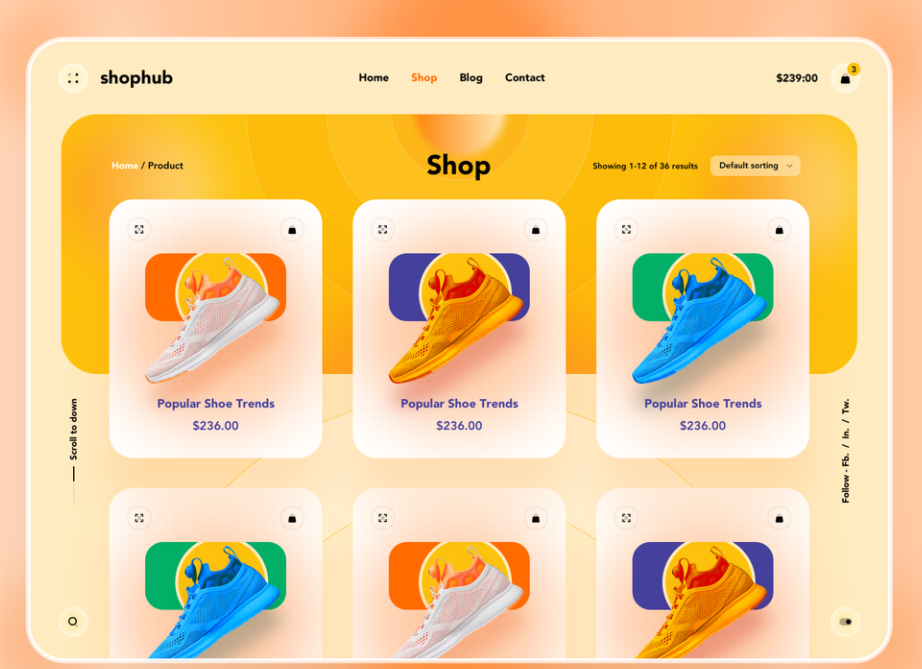 shophub
Home Shop Blog Contact
$239:00
3
Home / Product
Shop
Showing 1-12 of 36 results
Default sorting
Popular Shoe Trends
$236.00
Popular Shoe Trends
$236.00
Popular Shoe Trends
$236.00
Scroll to down
Follow - Fb. / In. / Tw.